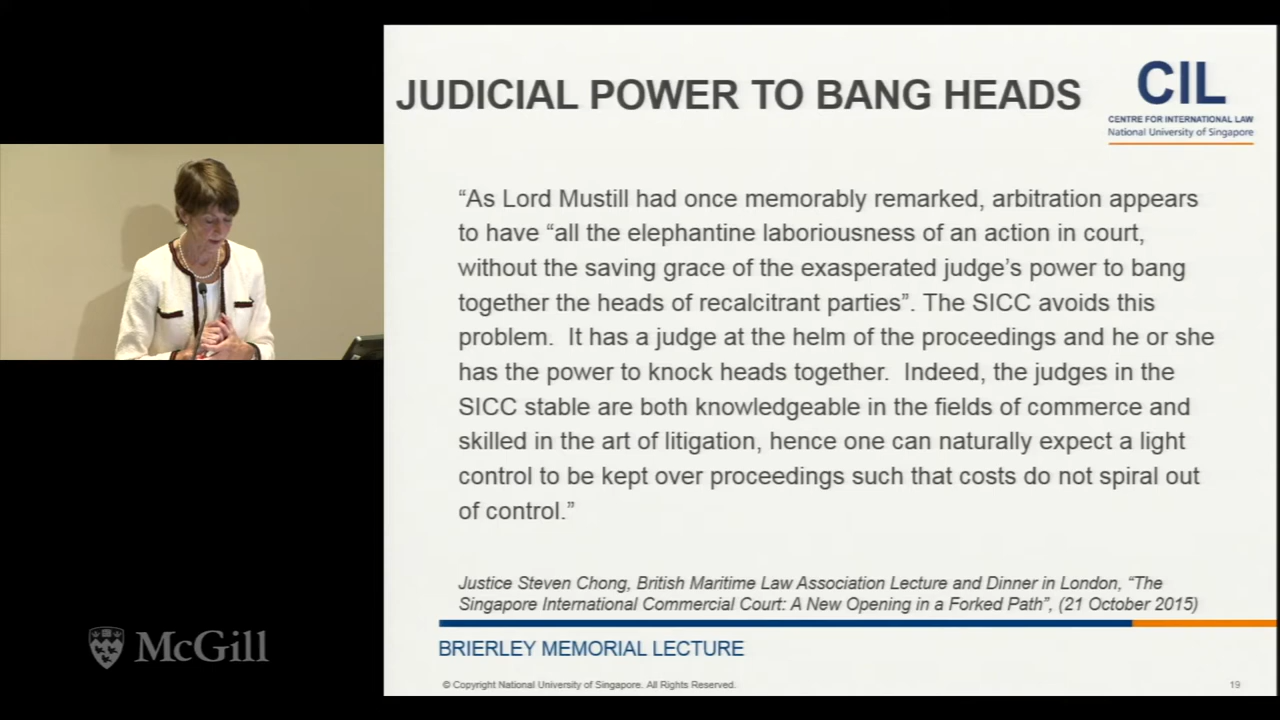 JUDICIAL POWER TO BANG HEADS
CIL
CENTRE FOR INTERNATIONAL LAW
National University of Singapore
“As Lord Mustill had once memorably remarked, arbitration appears
to have “all the elephantine laboriousness of an action in court,
without the saving grace of the exasperated judge’s power to bang
together the heads of recalcitrant parties”. The SICC avoids this
problem.  It has a judge at the helm of the proceedings and he or she
has the power to knock heads together.  Indeed, the judges in the
SICC stable are both knowledgeable in the fields of commerce and
skilled in the art of litigation, hence one can naturally expect a light
control to be kept over proceedings such that costs do not spiral out
of control.”
Justice Steven Chong, British Maritime Law Association Lecture and Dinner in London, “The
Singapore International Commercial Court: A New Opening in a Forked Path”, (21 October 2015)
BRIERLEY MEMORIAL LECTURE
© Copyright National University of Singapore. All Rights Reserved.
19
McGill